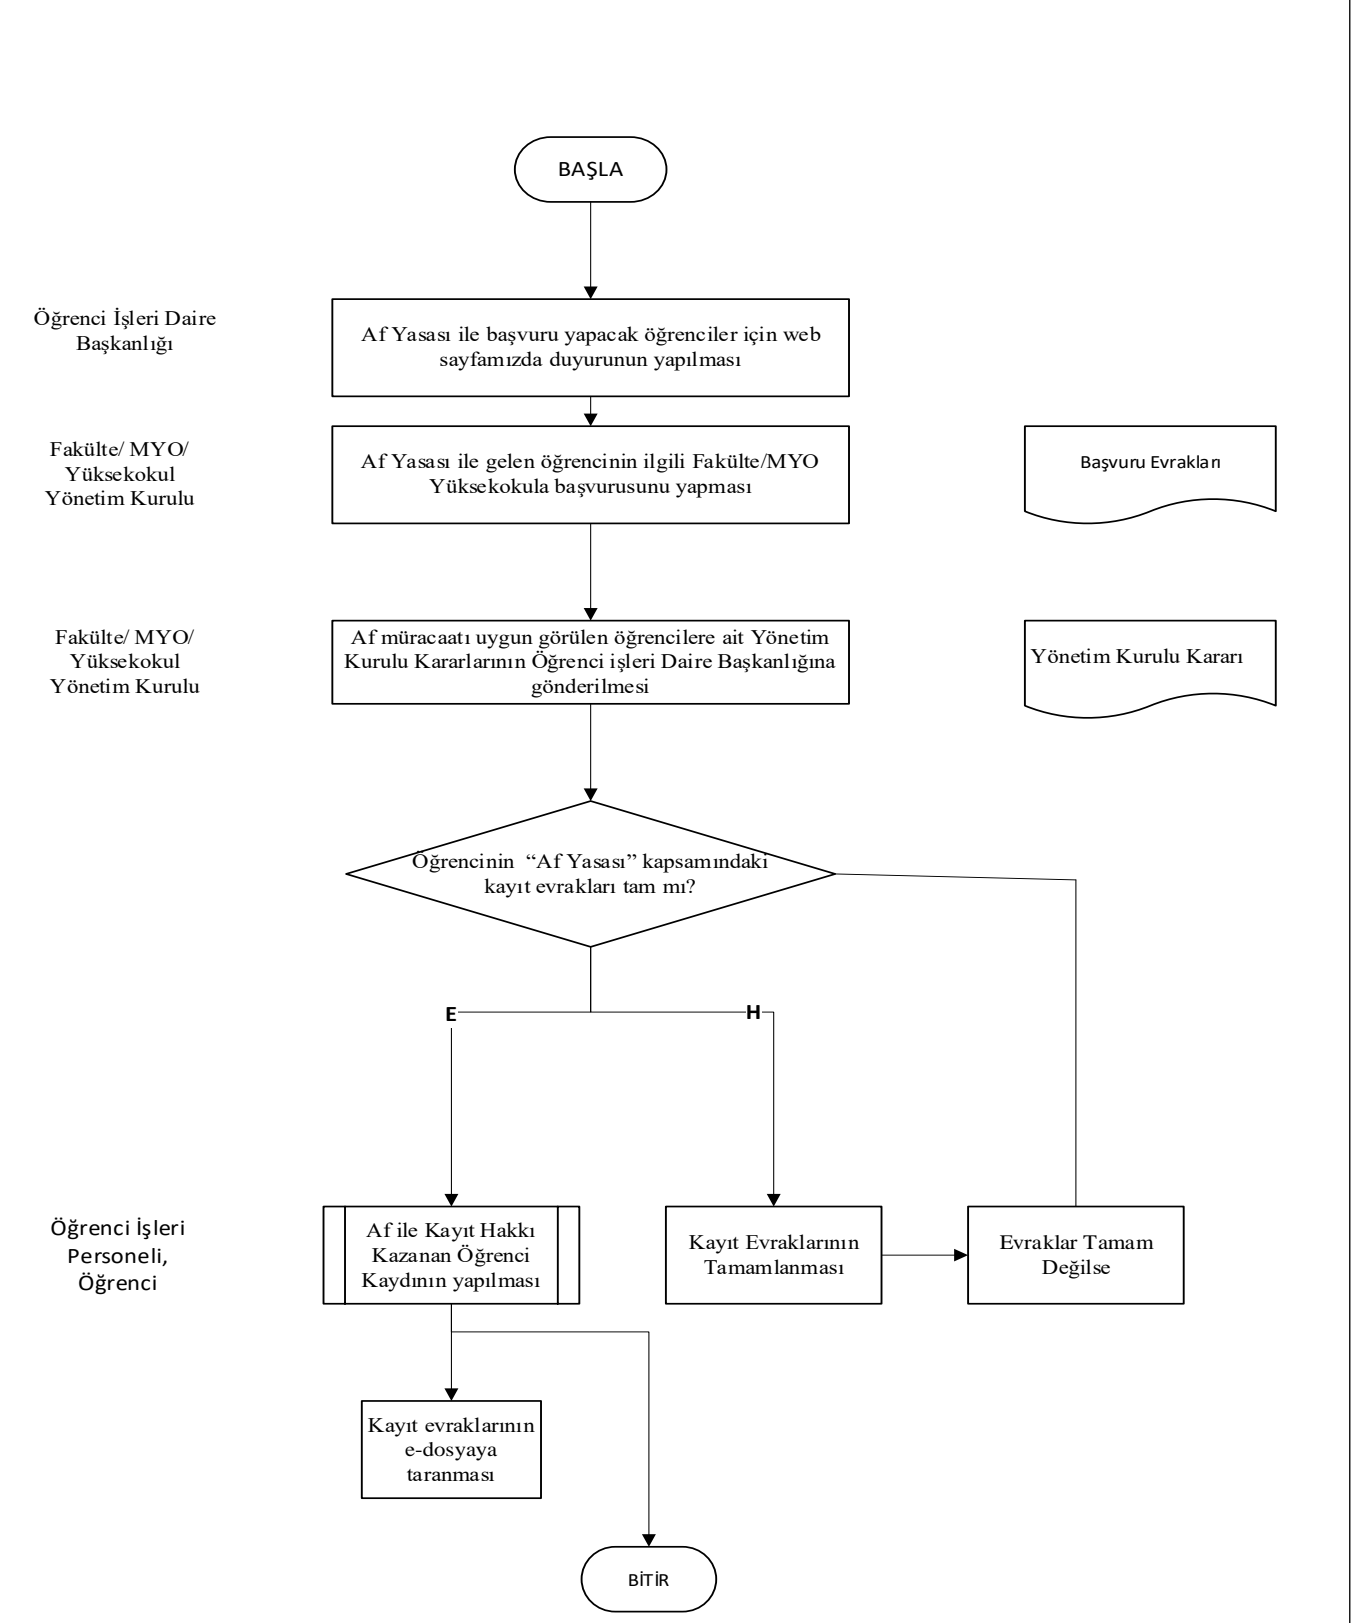 BAŞLA
Öğrenci İşleri Daire
Başkanlığı
Af Yasası ile başvuru yapacak öğrenciler için web
sayfamızda duyurunun yapılması
Fakülte/ MYO/
Yüksekokul
Yönetim Kurulu
Af Yasası ile gelen öğrencinin ilgili Fakülte/MYO
Yüksekokula başvurusunu yapması
Başvuru Evrakları
Fakülte/ MYO/
Yüksekokul
Yönetim Kurulu
Af müracaatı uygun görülen öğrencilere ait Yönetim
Kurulu Kararlarının Öğrenci işleri Daire Başkanlığına
gönderilmesi
Yönetim Kurulu Kararı
Öğrencinin “Af Yasası” kapsamındaki
kayıt evrakları tam mı?
E
H
Öğrenci İşleri
Personeli,
Öğrenci
Af ile Kayıt Hakkı
Kazanan Öğrenci
Kaydının yapılması
Kayıt Evraklarının
Tamamlanması
Evraklar Tamam
Değilse
Kayıt evraklarının
e-dosyaya
taranması
BİTİR